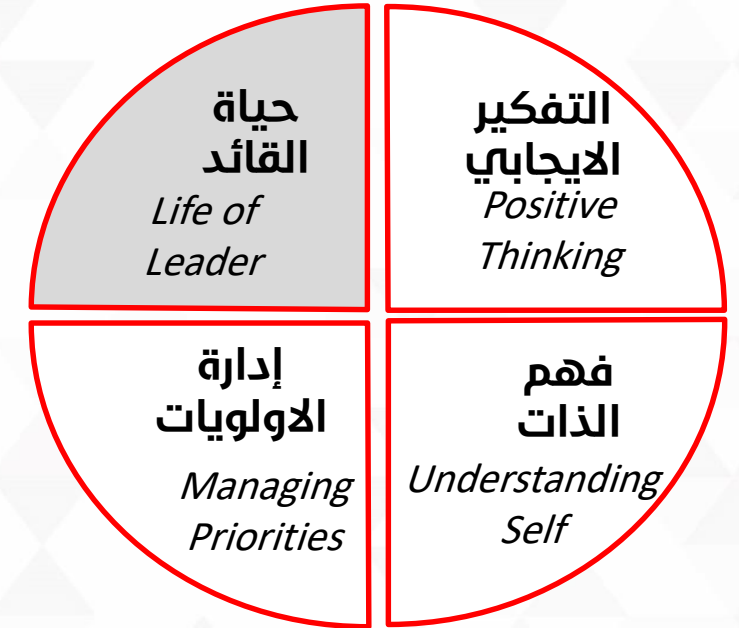 حياة
القائد
Life of
Leader
التفكير
الايجابي
Positive
Thinking
إدارة
الاولويات
Managing
Priorities
فهم
الذات
Understanding
Self